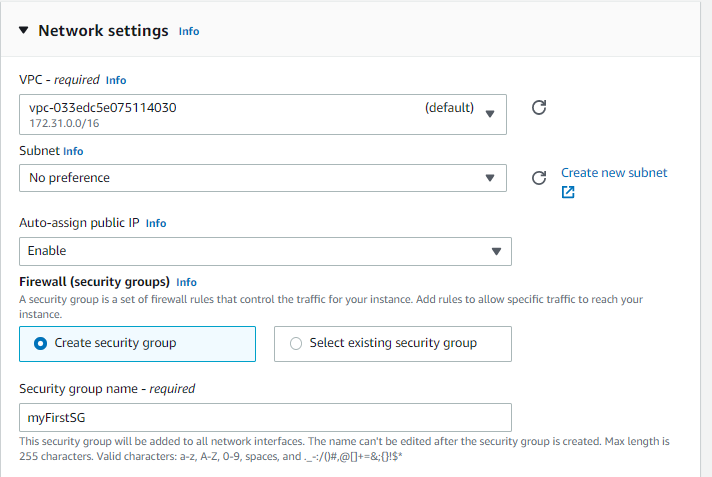 Network settings Info
VPC - required Info
vpc-033edc5e075114030 (default)
172.31.0.0/16
Subnet Info
No preference
Create new subnet
Auto-assign public IP Info
Enable
Firewall (security groups) Info
A security group is a set of firewall rules that control the traffic for your instance. Add rules to allow specific traffic to reach your
instance.
Create security group
Select existing security group
Security group name - required
myFirstSG
This security group will be added to all network interfaces. The name can't be edited after the security group is created. Max length is
255 characters. Valid characters: a-z, A-Z, 0-9, spaces, and ._-:/()#,@[]+=&;{}!$*